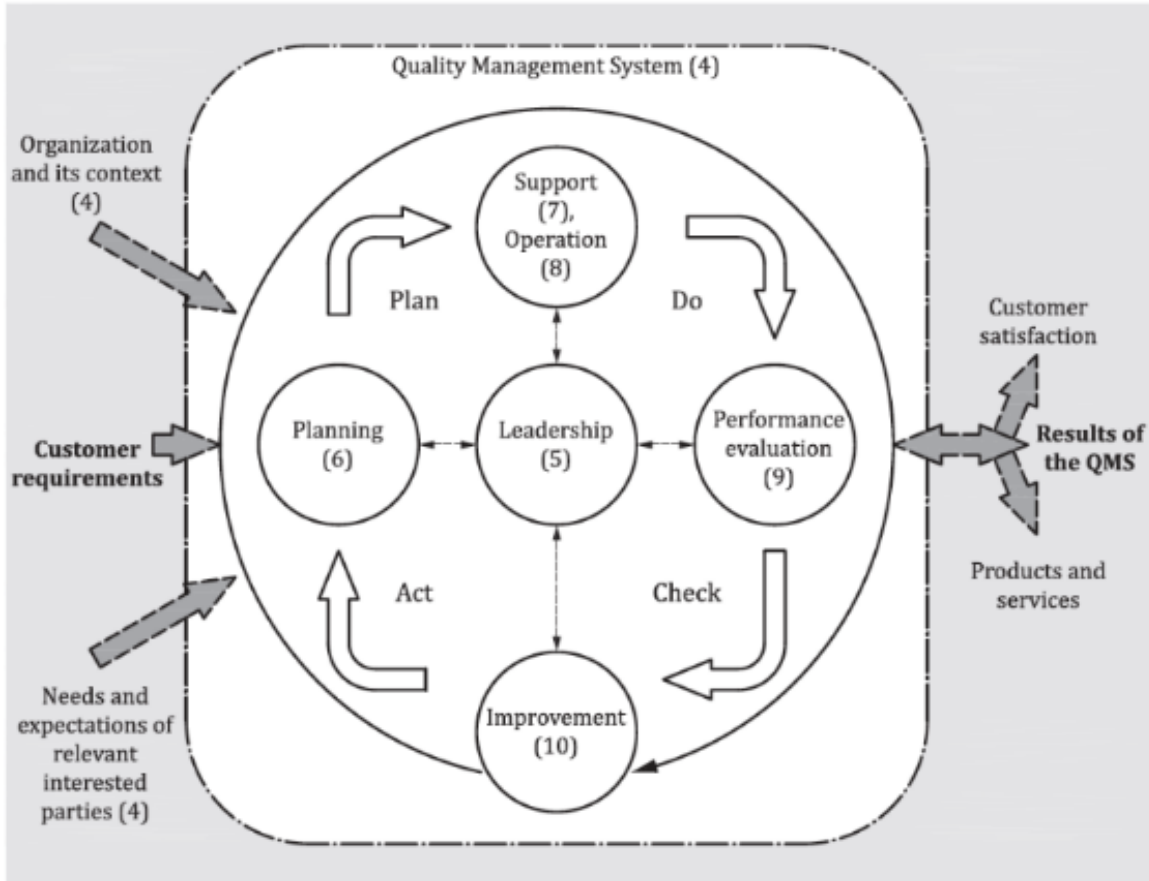 Quality Management System (4)
Organization
and its context
(4)
Support
(7),
Operation
(8)
Plan
Do
Customer
satisfaction
Planning
(6)
Leadership
(5)
Performance
evaluation
(9)
Customer
requirements
Results of
the QMS
Act
Check
Products and
services
Needs and
expectations of
relevant
interested
parties (4)
Improvement
(10)